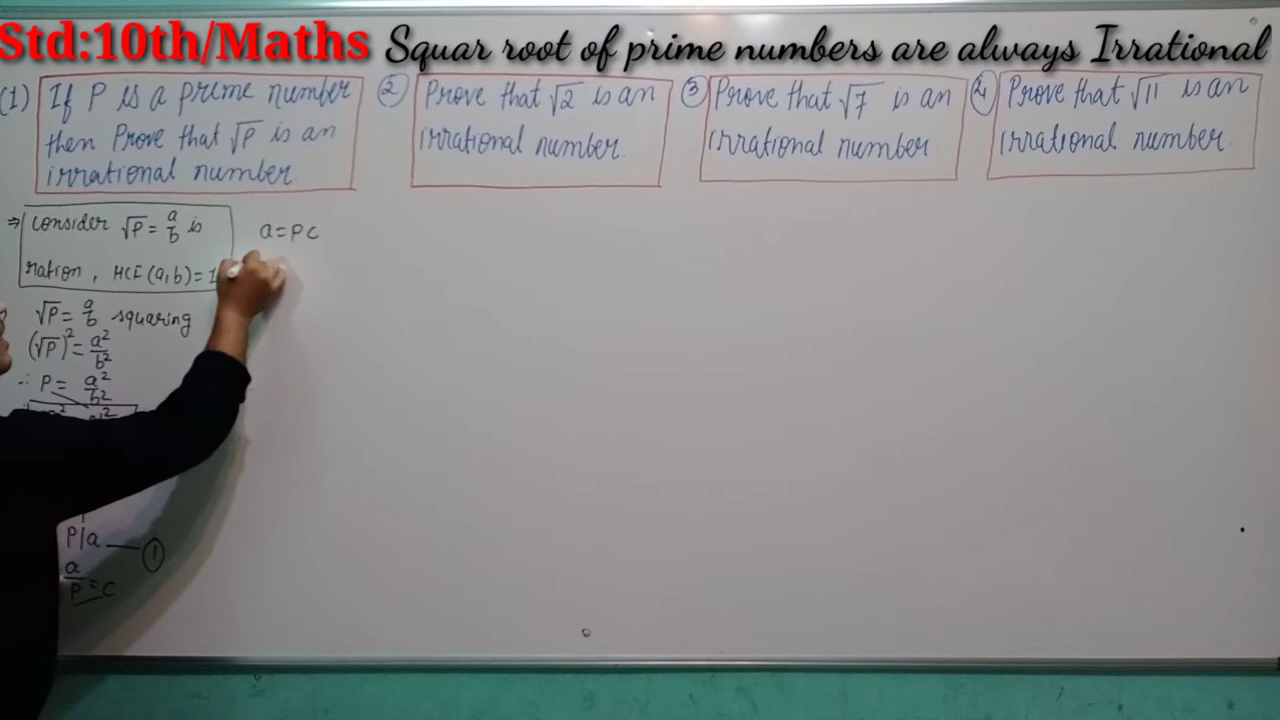 Std:10th/Maths Squar root of prime numbers are always Irrational
(1) If P is a prime number
then Prove that √P is an
irrational number.
② Prove that √2 is an
irrational number.
③ Prove that √7 is an
irrational number.
④ Prove that √11 is an
irrational number.
⇒ consider √P = a/b is
ration, HCF (a,b) = 1
√P = a/b squaring
(√P)² = a²/b²
∴ P = a²/b²
P|a — ①
a/P = c
a = PC